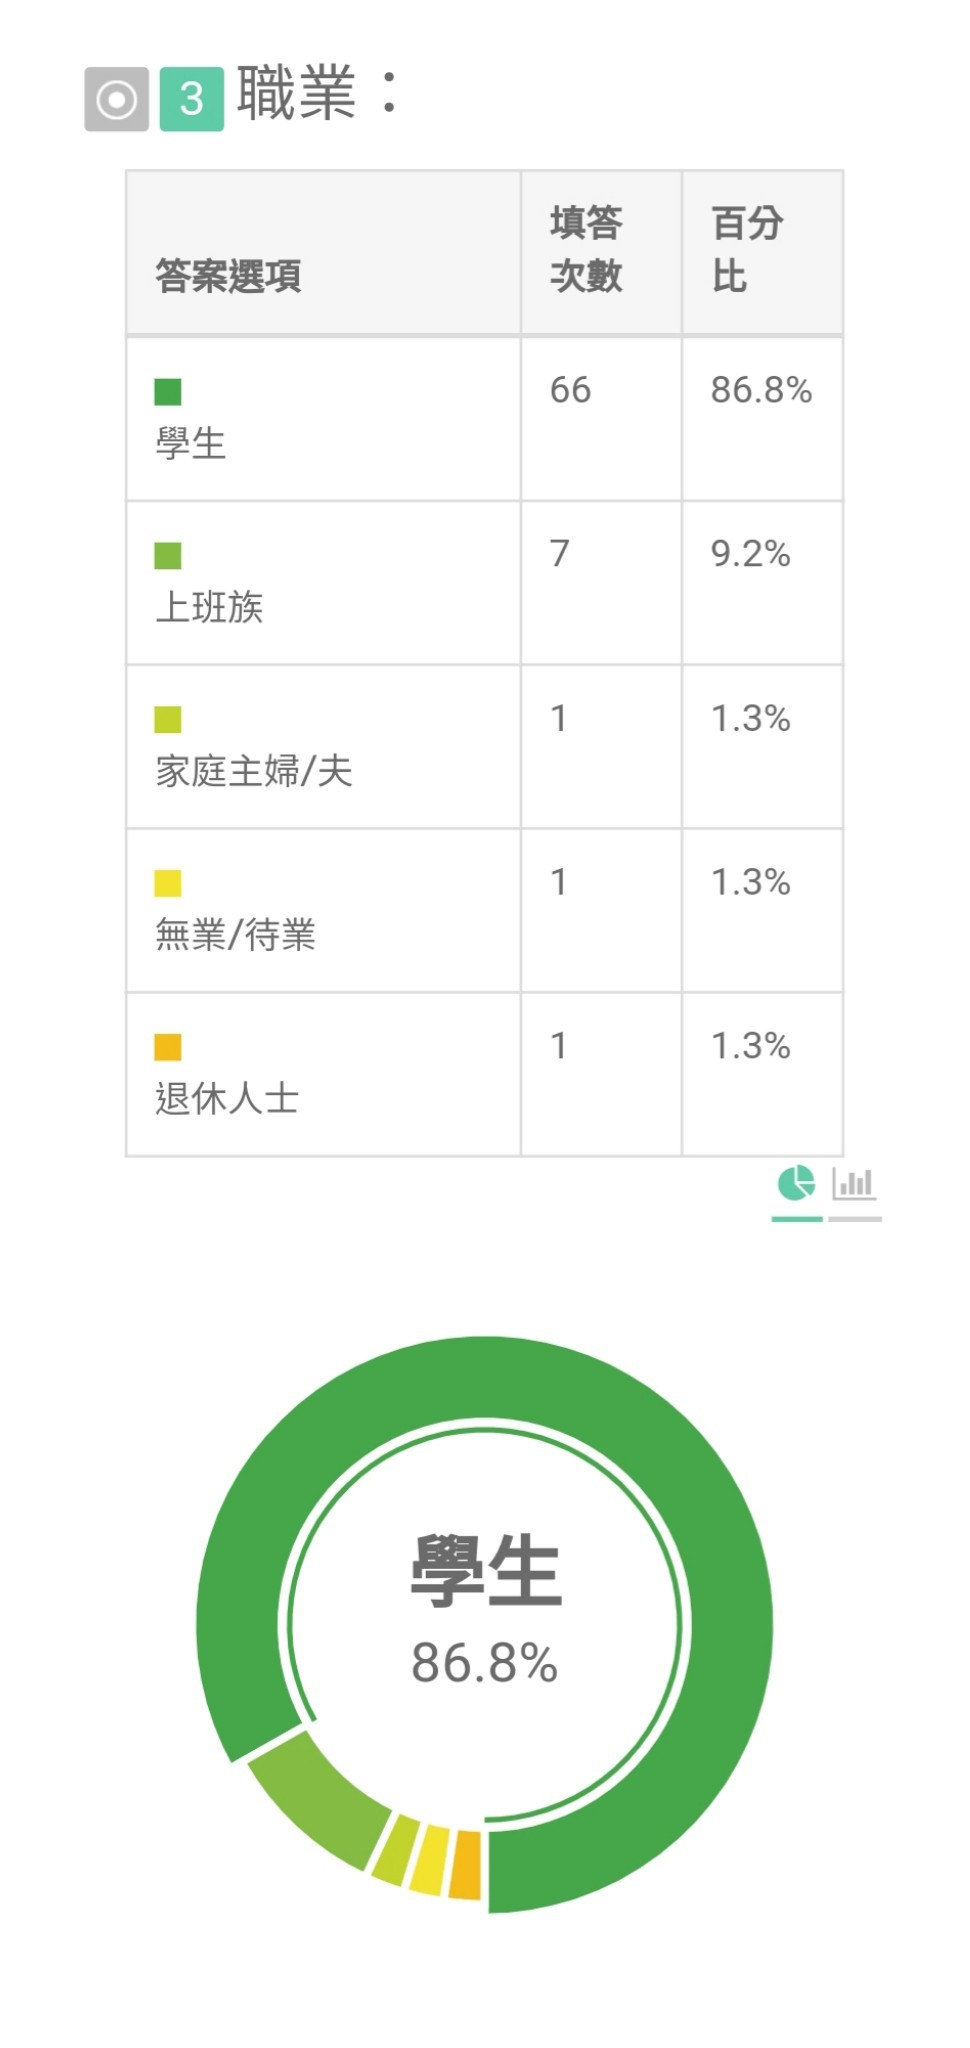 3 職業：
答案選項 填答次數 百分比
學生 66 86.8%
上班族 7 9.2%
家庭主婦/夫 1 1.3%
無業/待業 1 1.3%
退休人士 1 1.3%
學生
86.8%